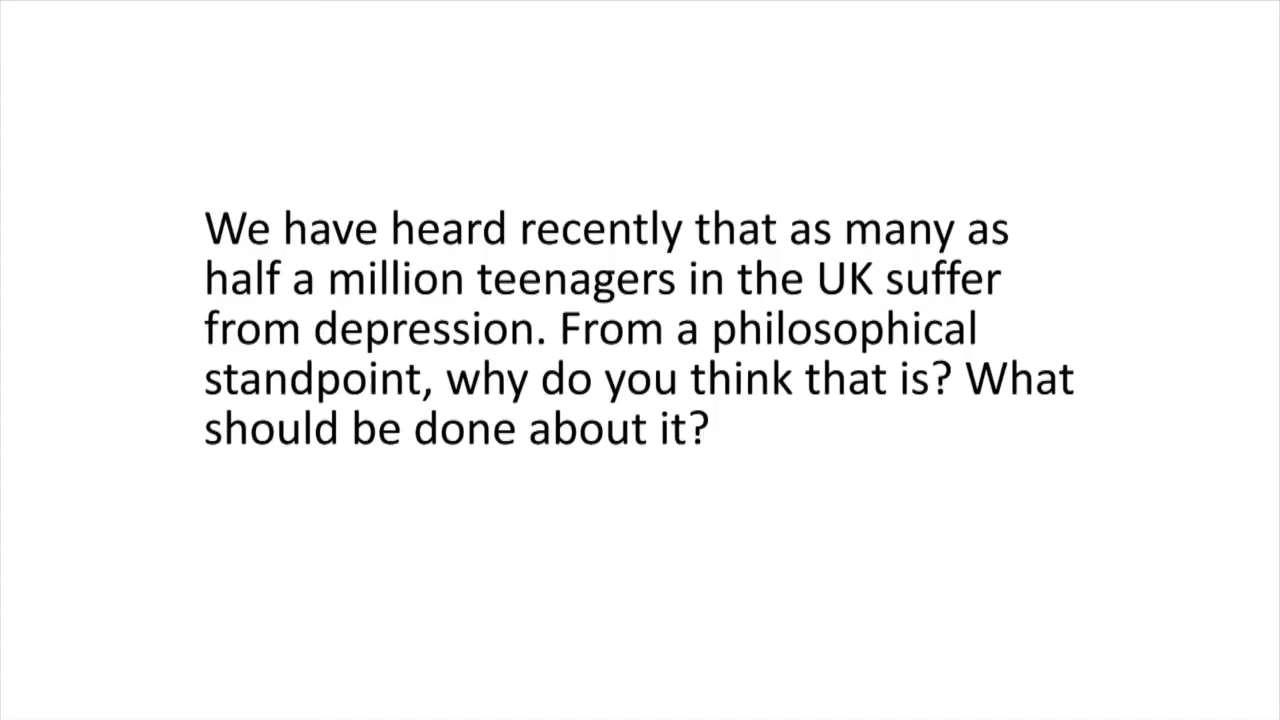 We have heard recently that as many as
half a million teenagers in the UK suffer
from depression. From a philosophical
standpoint, why do you think that is? What
should be done about it?